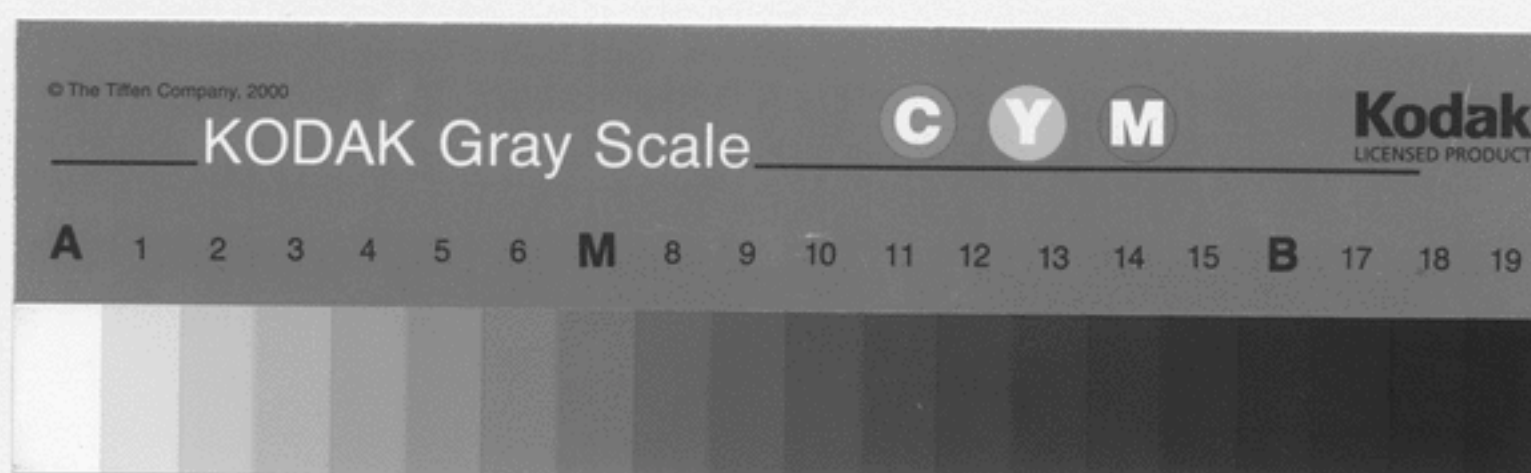 © The Tiffen Company, 2000
KODAK Gray Scale
C Y M
Kodak
LICENSED PRODUCT
A 1 2 3 4 5 6 M 8 9 10 11 12 13 14 15 B 17 18 19